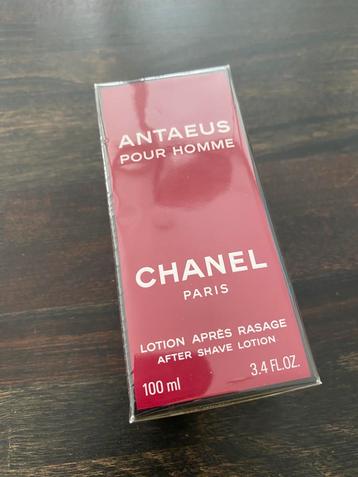 ANTAEUS
POUR HOMME
CHANEL
PARIS
LOTION APRÈS RASAGE
AFTER SHAVE LOTION
100 ml
3.4 FL.OZ.